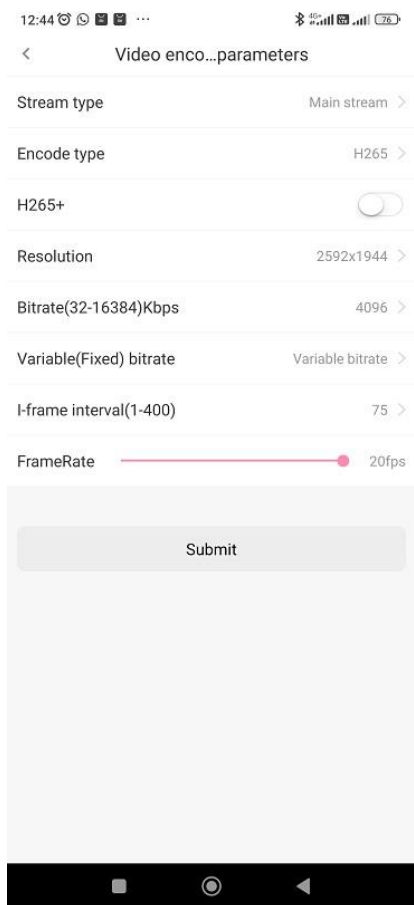 12:44 ... 4G+ 76
Video enco...parameters
Stream type Main stream
Encode type H265
H265+
Resolution 2592x1944
Bitrate(32-16384)Kbps 4096
Variable(Fixed) bitrate Variable bitrate
I-frame interval(1-400) 75
FrameRate 20fps
Submit